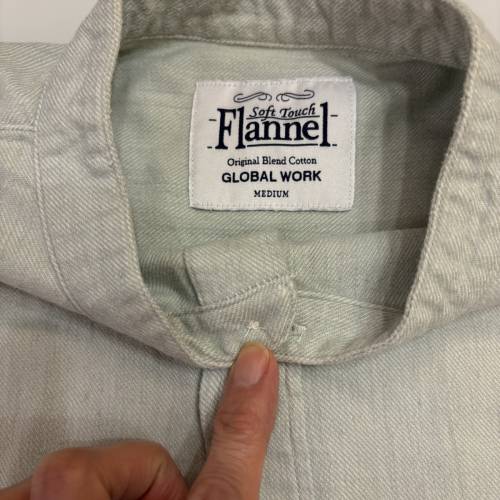 Soft Touch
Flannel
Original Blend Cotton
GLOBAL WORK
MEDIUM